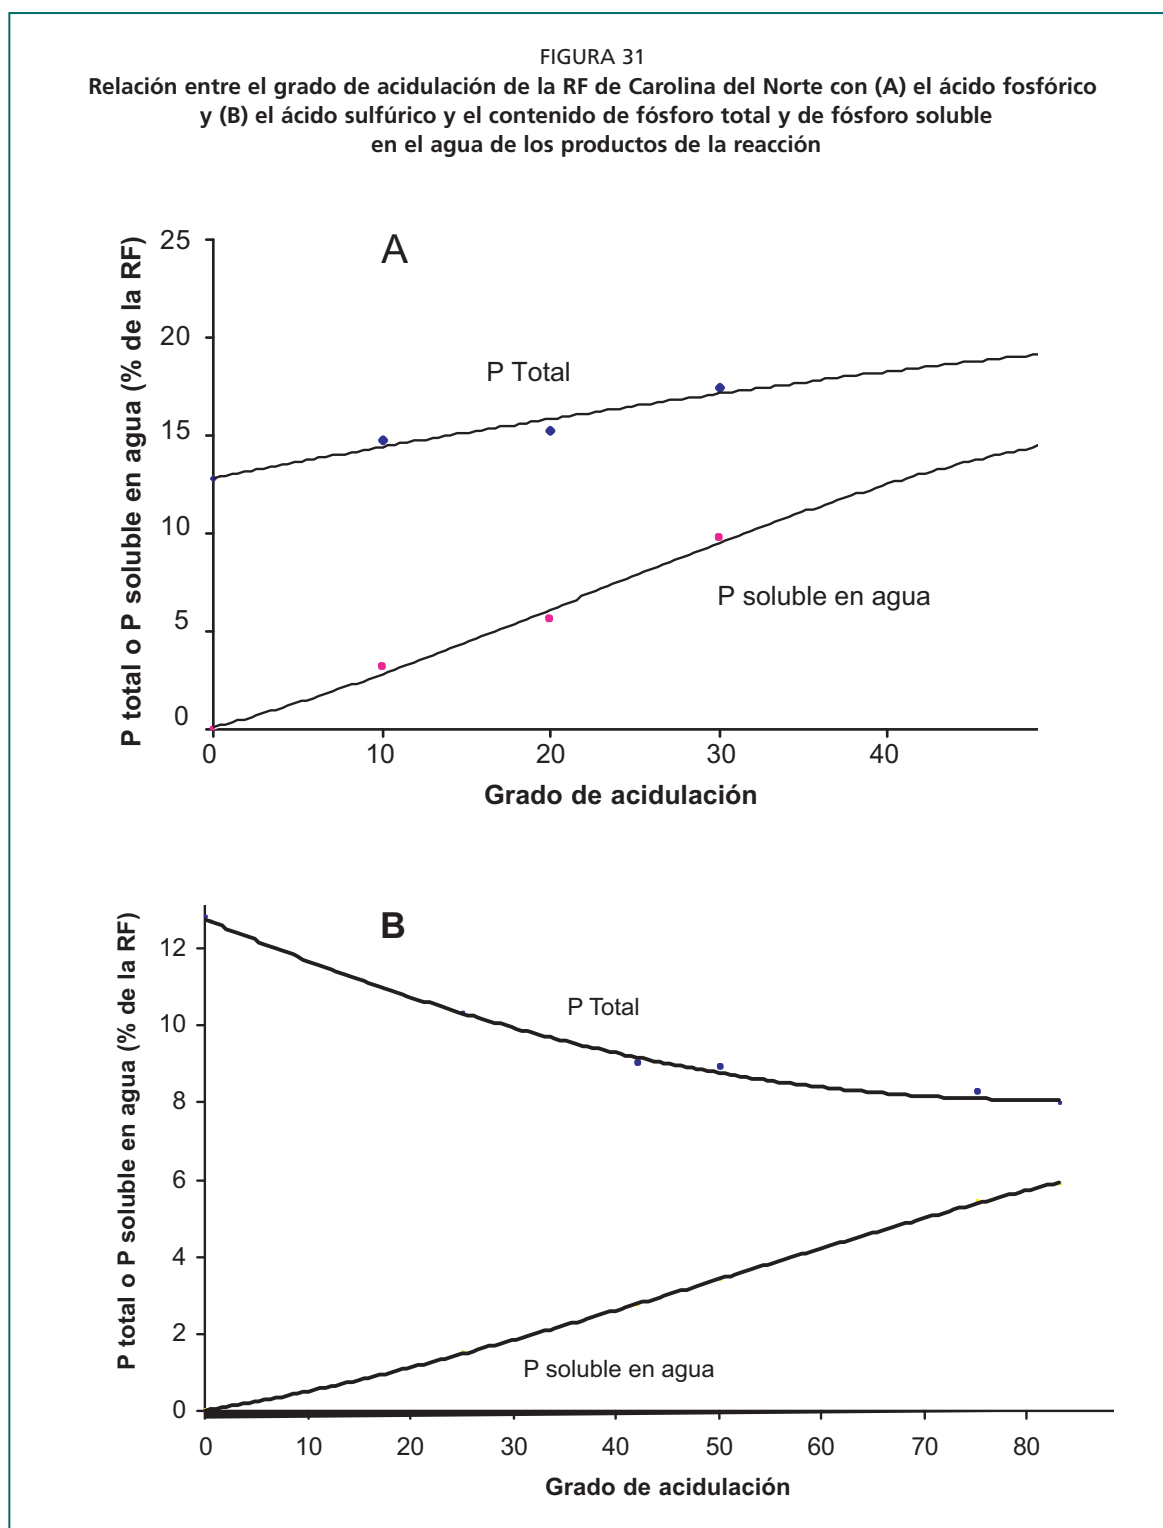 FIGURA 31
Relación entre el grado de acidulación de la RF de Carolina del Norte con (A) el ácido fosfórico
y (B) el ácido sulfúrico y el contenido de fósforo total y de fósforo soluble
en el agua de los productos de la reacción
A
P total o P soluble en agua (% de la RF)
25
20
15
10
5
0
P Total
P soluble en agua
0 10 20 30 40
Grado de acidulación
B
P total o P soluble en agua (% de la RF)
12
10
8
6
4
2
0
P Total
P soluble en agua
0 10 20 30 40 50 60 70 80
Grado de acidulación